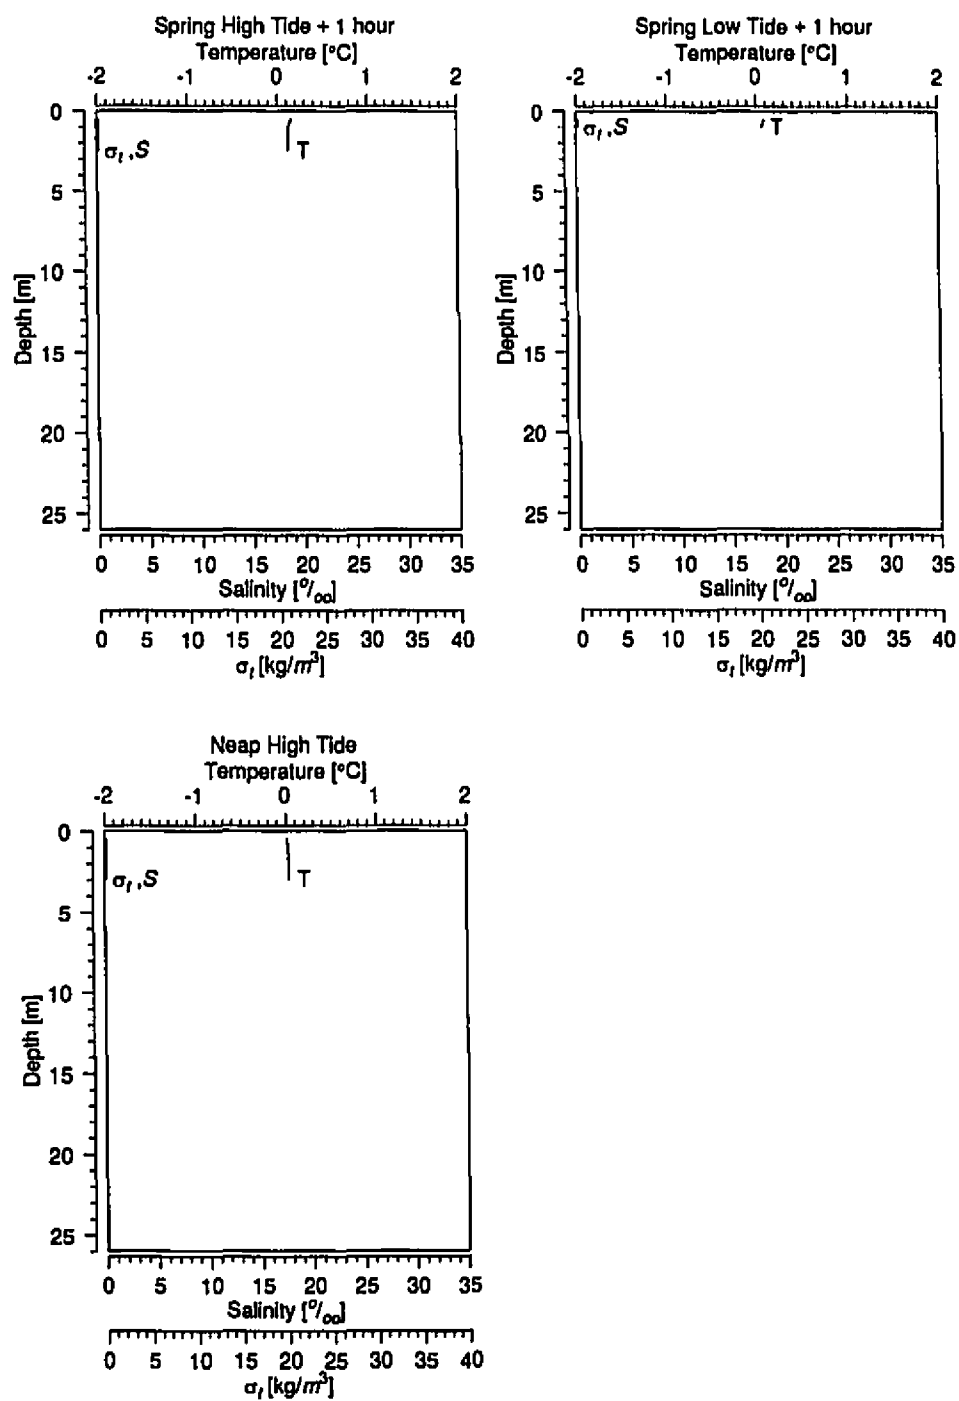 Spring High Tide + 1 hour
Temperature [°C]
-2 -1 0 1 2
0
σt ,S T
5
10
Depth [m]
15
20
25
0 5 10 15 20 25 30 35
Salinity [o/oo]
0 5 10 15 20 25 30 35 40
σt [kg/m3]
Spring Low Tide + 1 hour
Temperature [°C]
-2 -1 0 1 2
0
σt ,S T
5
10
Depth [m]
15
20
25
0 5 10 15 20 25 30 35
Salinity [o/oo]
0 5 10 15 20 25 30 35 40
σt [kg/m3]
Neap High Tide
Temperature [°C]
-2 -1 0 1 2
0
σt ,S T
5
10
Depth [m]
15
20
25
0 5 10 15 20 25 30 35
Salinity [o/oo]
0 5 10 15 20 25 30 35 40
σt [kg/m3]